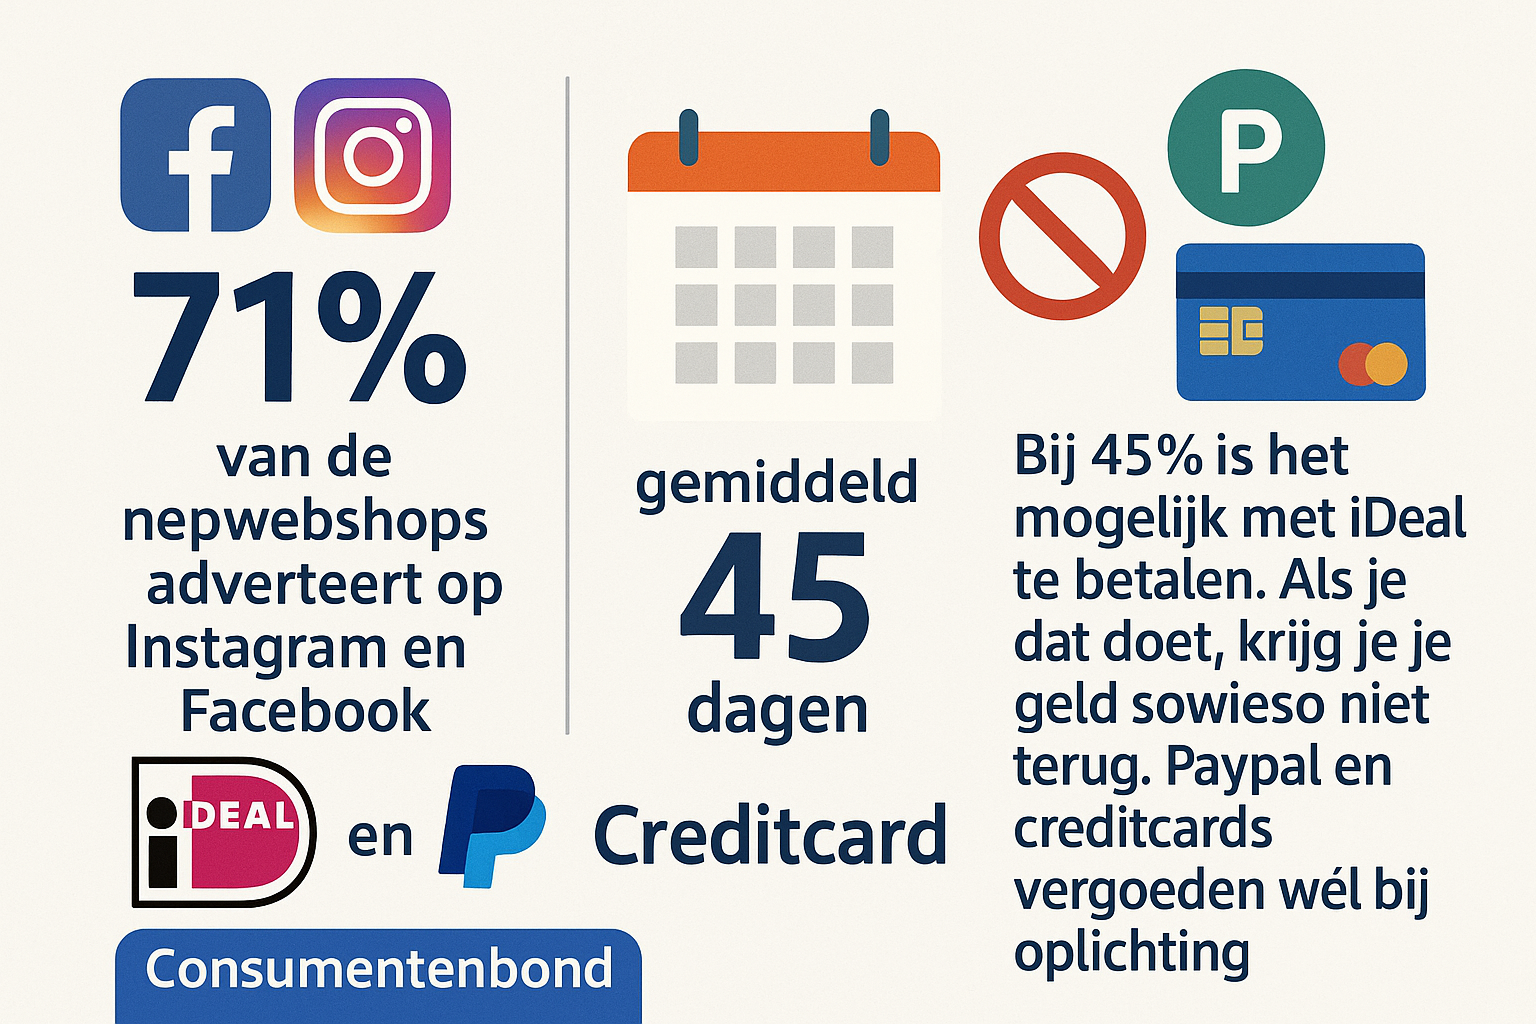 71%
van de
nepwebshops
adverteert op
Instagram en
Facebook
iDEAL
en
P
Creditcard
Consumentenbond
gemiddeld
45
dagen
P
Bij 45% is het
mogelijk met iDeal
te betalen. Als je
dat doet, krijg je je
geld sowieso niet
terug. Paypal en
creditcards
vergoeden wél bij
oplichting